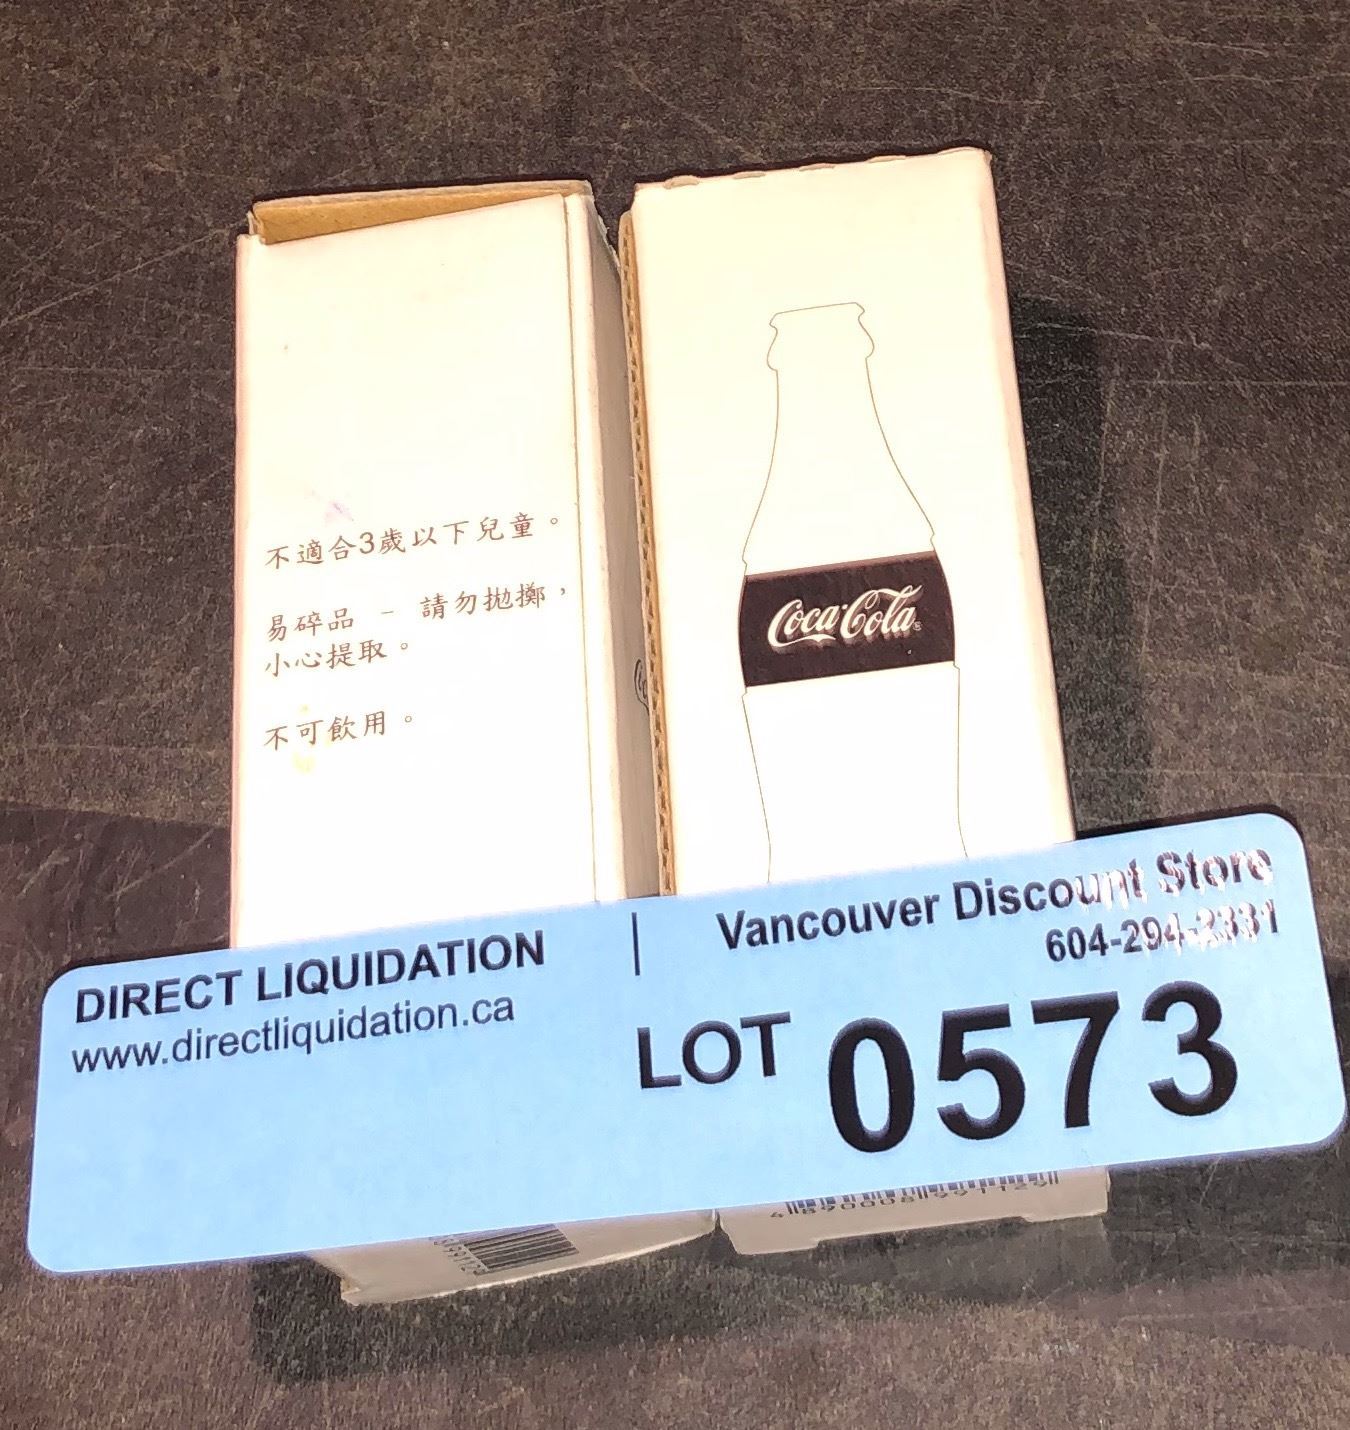 不適合3歲以下兒童。
易碎品 – 請勿拋擲，
小心提取。
不可飲用。
Coca-Cola®
DIRECT LIQUIDATION
www.directliquidation.ca
Vancouver Discount Store
604-294-2331
LOT 0573